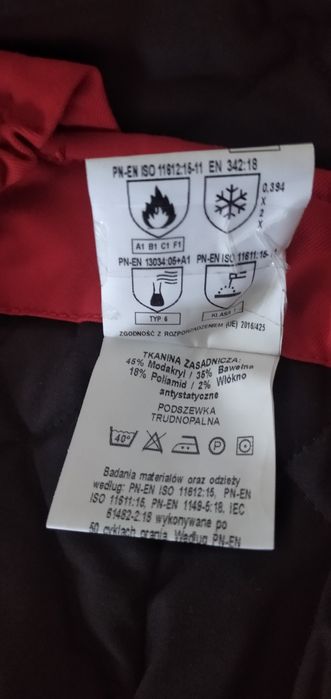 PN-EN ISO 11612:15-11 EN 342:18
0,394
X
2
X
A1 B1 C1 F1
PN-EN 13034:05+A1 PN-EN ISO 11611:15
TYP 6
KLASA 1
ZGODNOŚĆ Z ROZPORZĄDZENIEM (UE) 2016/425
TKANINA ZASADNICZA:
45% Modakryl / 35% Bawełna
18% Poliamid / 2% Włókno
antystatyczne
PODSZEWKA
TRUDNOPALNA
40°
P
Badania materiałów oraz odzieży
według: PN-EN ISO 11612:15, PN-EN
ISO 11611:15, PN-EN 1149-5:18, IEC
61482-2:18 wykonywane po
50 cyklach prania. Według PN-EN